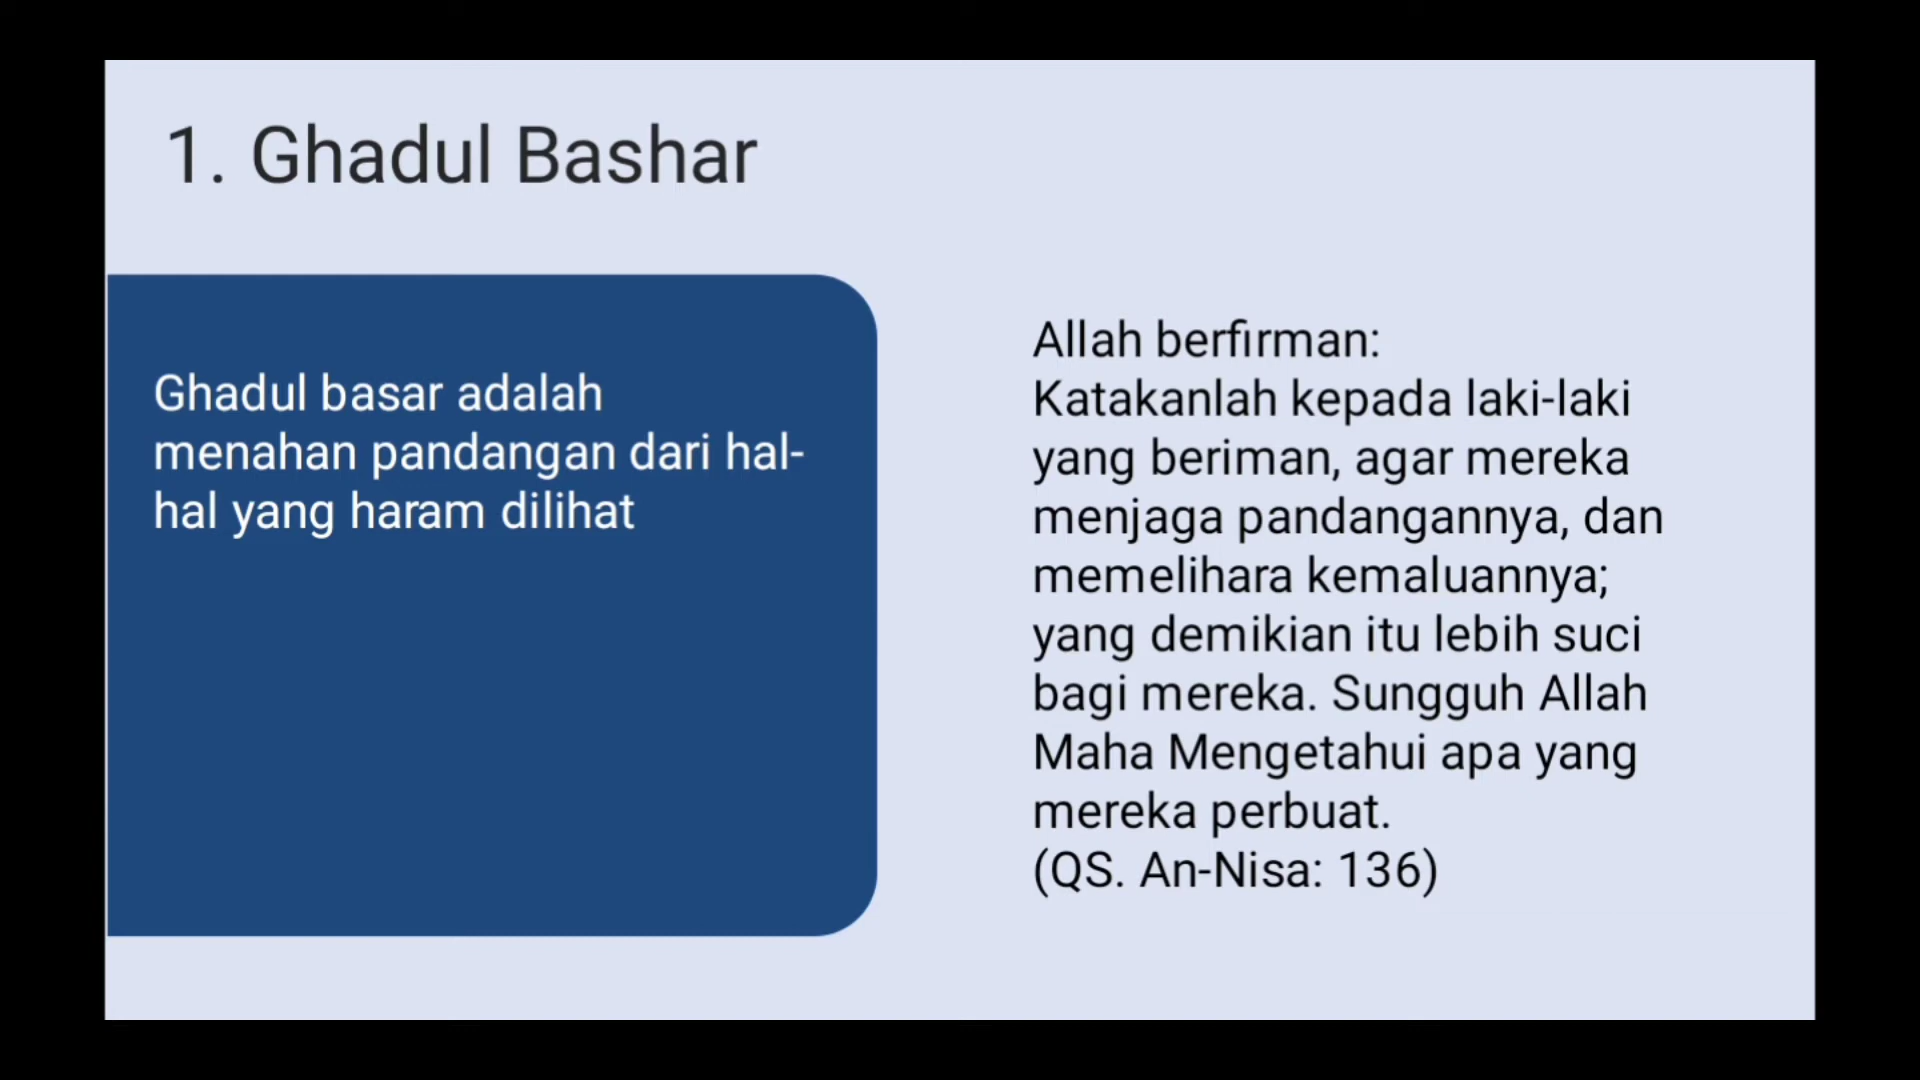 1. Ghadul Bashar
Ghadul basar adalah
menahan pandangan dari hal-
hal yang haram dilihat
Allah berfirman:
Katakanlah kepada laki-laki
yang beriman, agar mereka
menjaga pandangannya, dan
memelihara kemaluannya;
yang demikian itu lebih suci
bagi mereka. Sungguh Allah
Maha Mengetahui apa yang
mereka perbuat.
(QS. An-Nisa: 136)